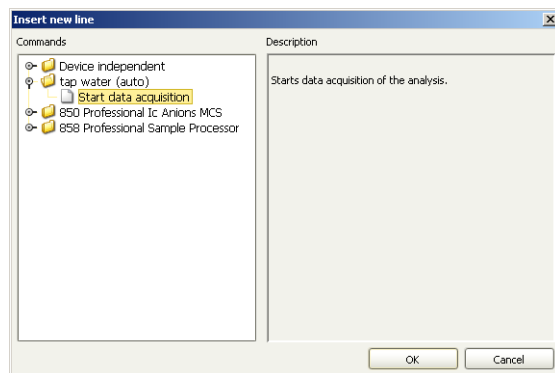 Insert new line
Commands
Description
Device independent
tap water (auto)
Start data acquisition
850 Professional Ic Anions MCS
858 Professional Sample Processor
Starts data acquisition of the analysis.
OK
Cancel